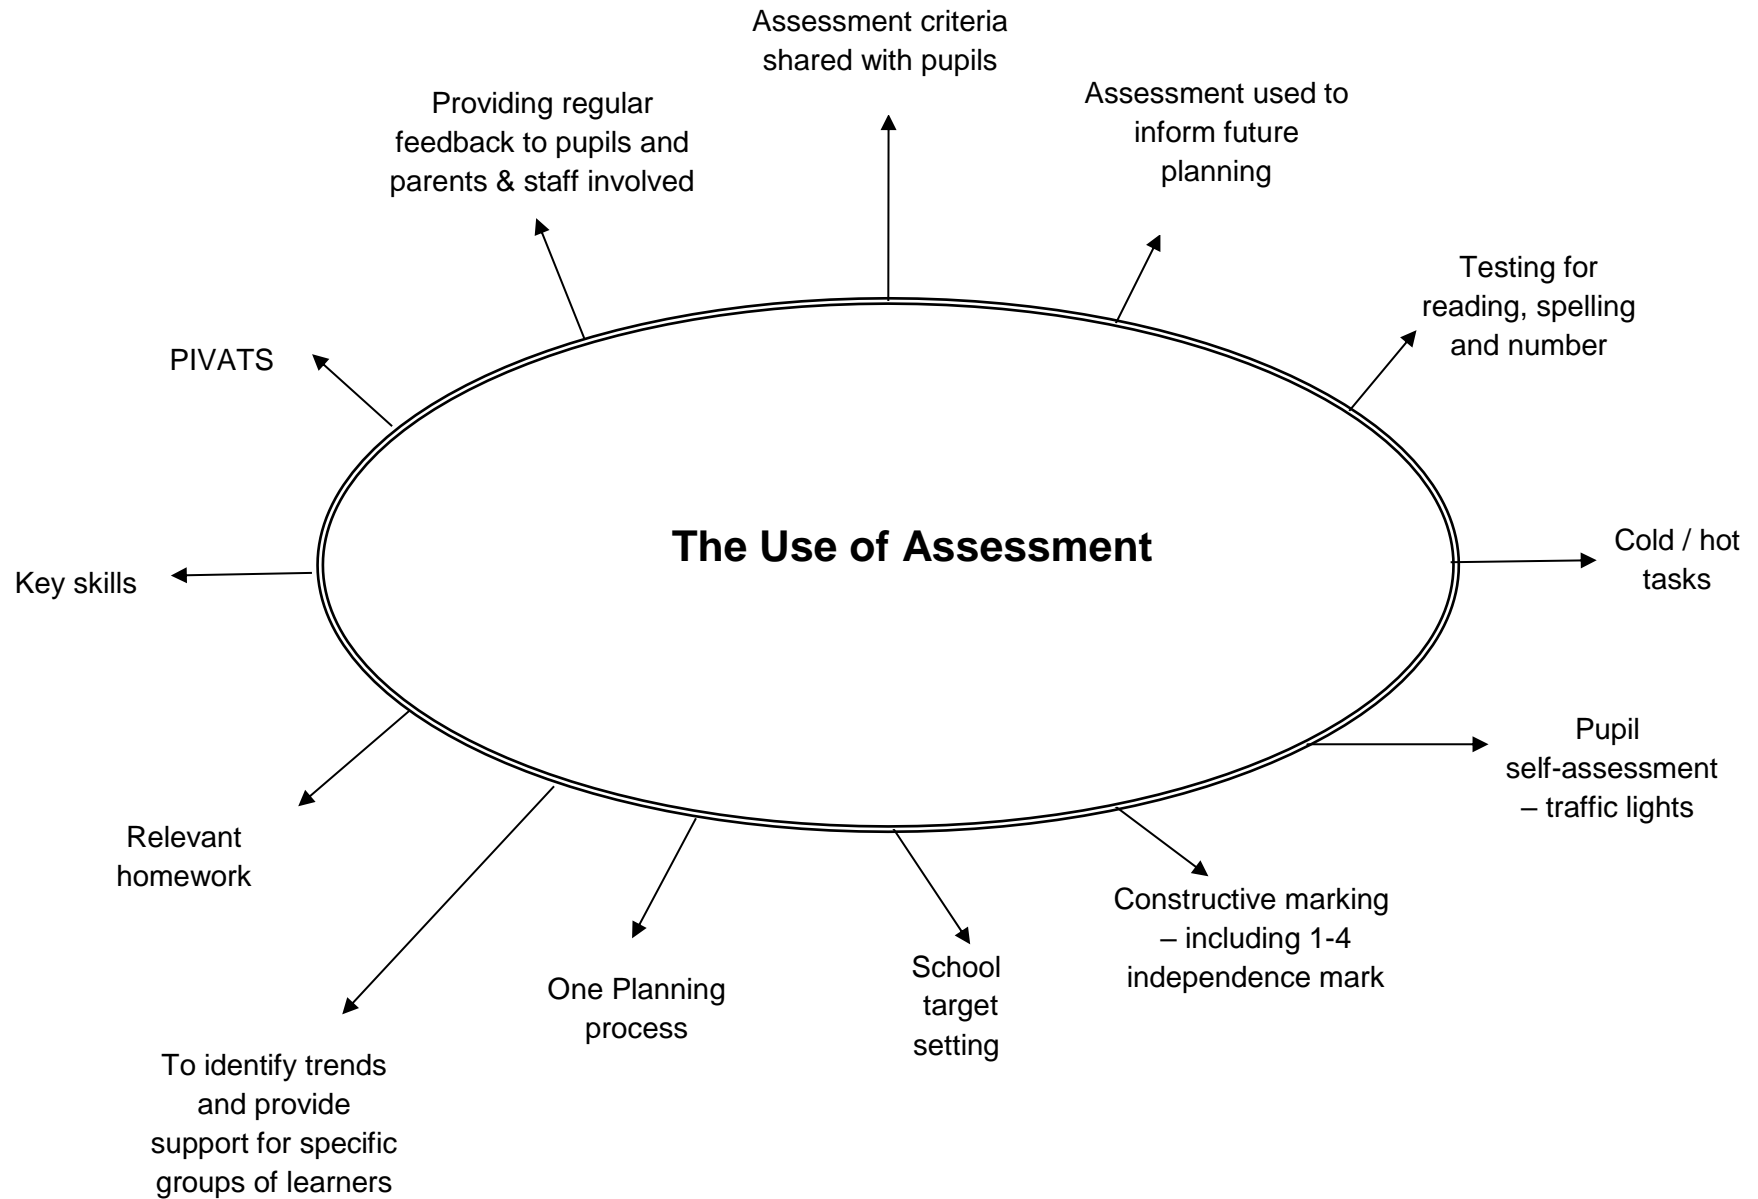 Assessment criteria
shared with pupils
Assessment used to
inform future
planning
Providing regular
feedback to pupils and
parents & staff involved
Testing for
reading, spelling
and number
PIVATS
The Use of Assessment
Cold / hot
tasks
Key skills
Pupil
self-assessment
– traffic lights
Relevant
homework
Constructive marking
– including 1-4
independence mark
School
target
setting
One Planning
process
To identify trends
and provide
support for specific
groups of learners